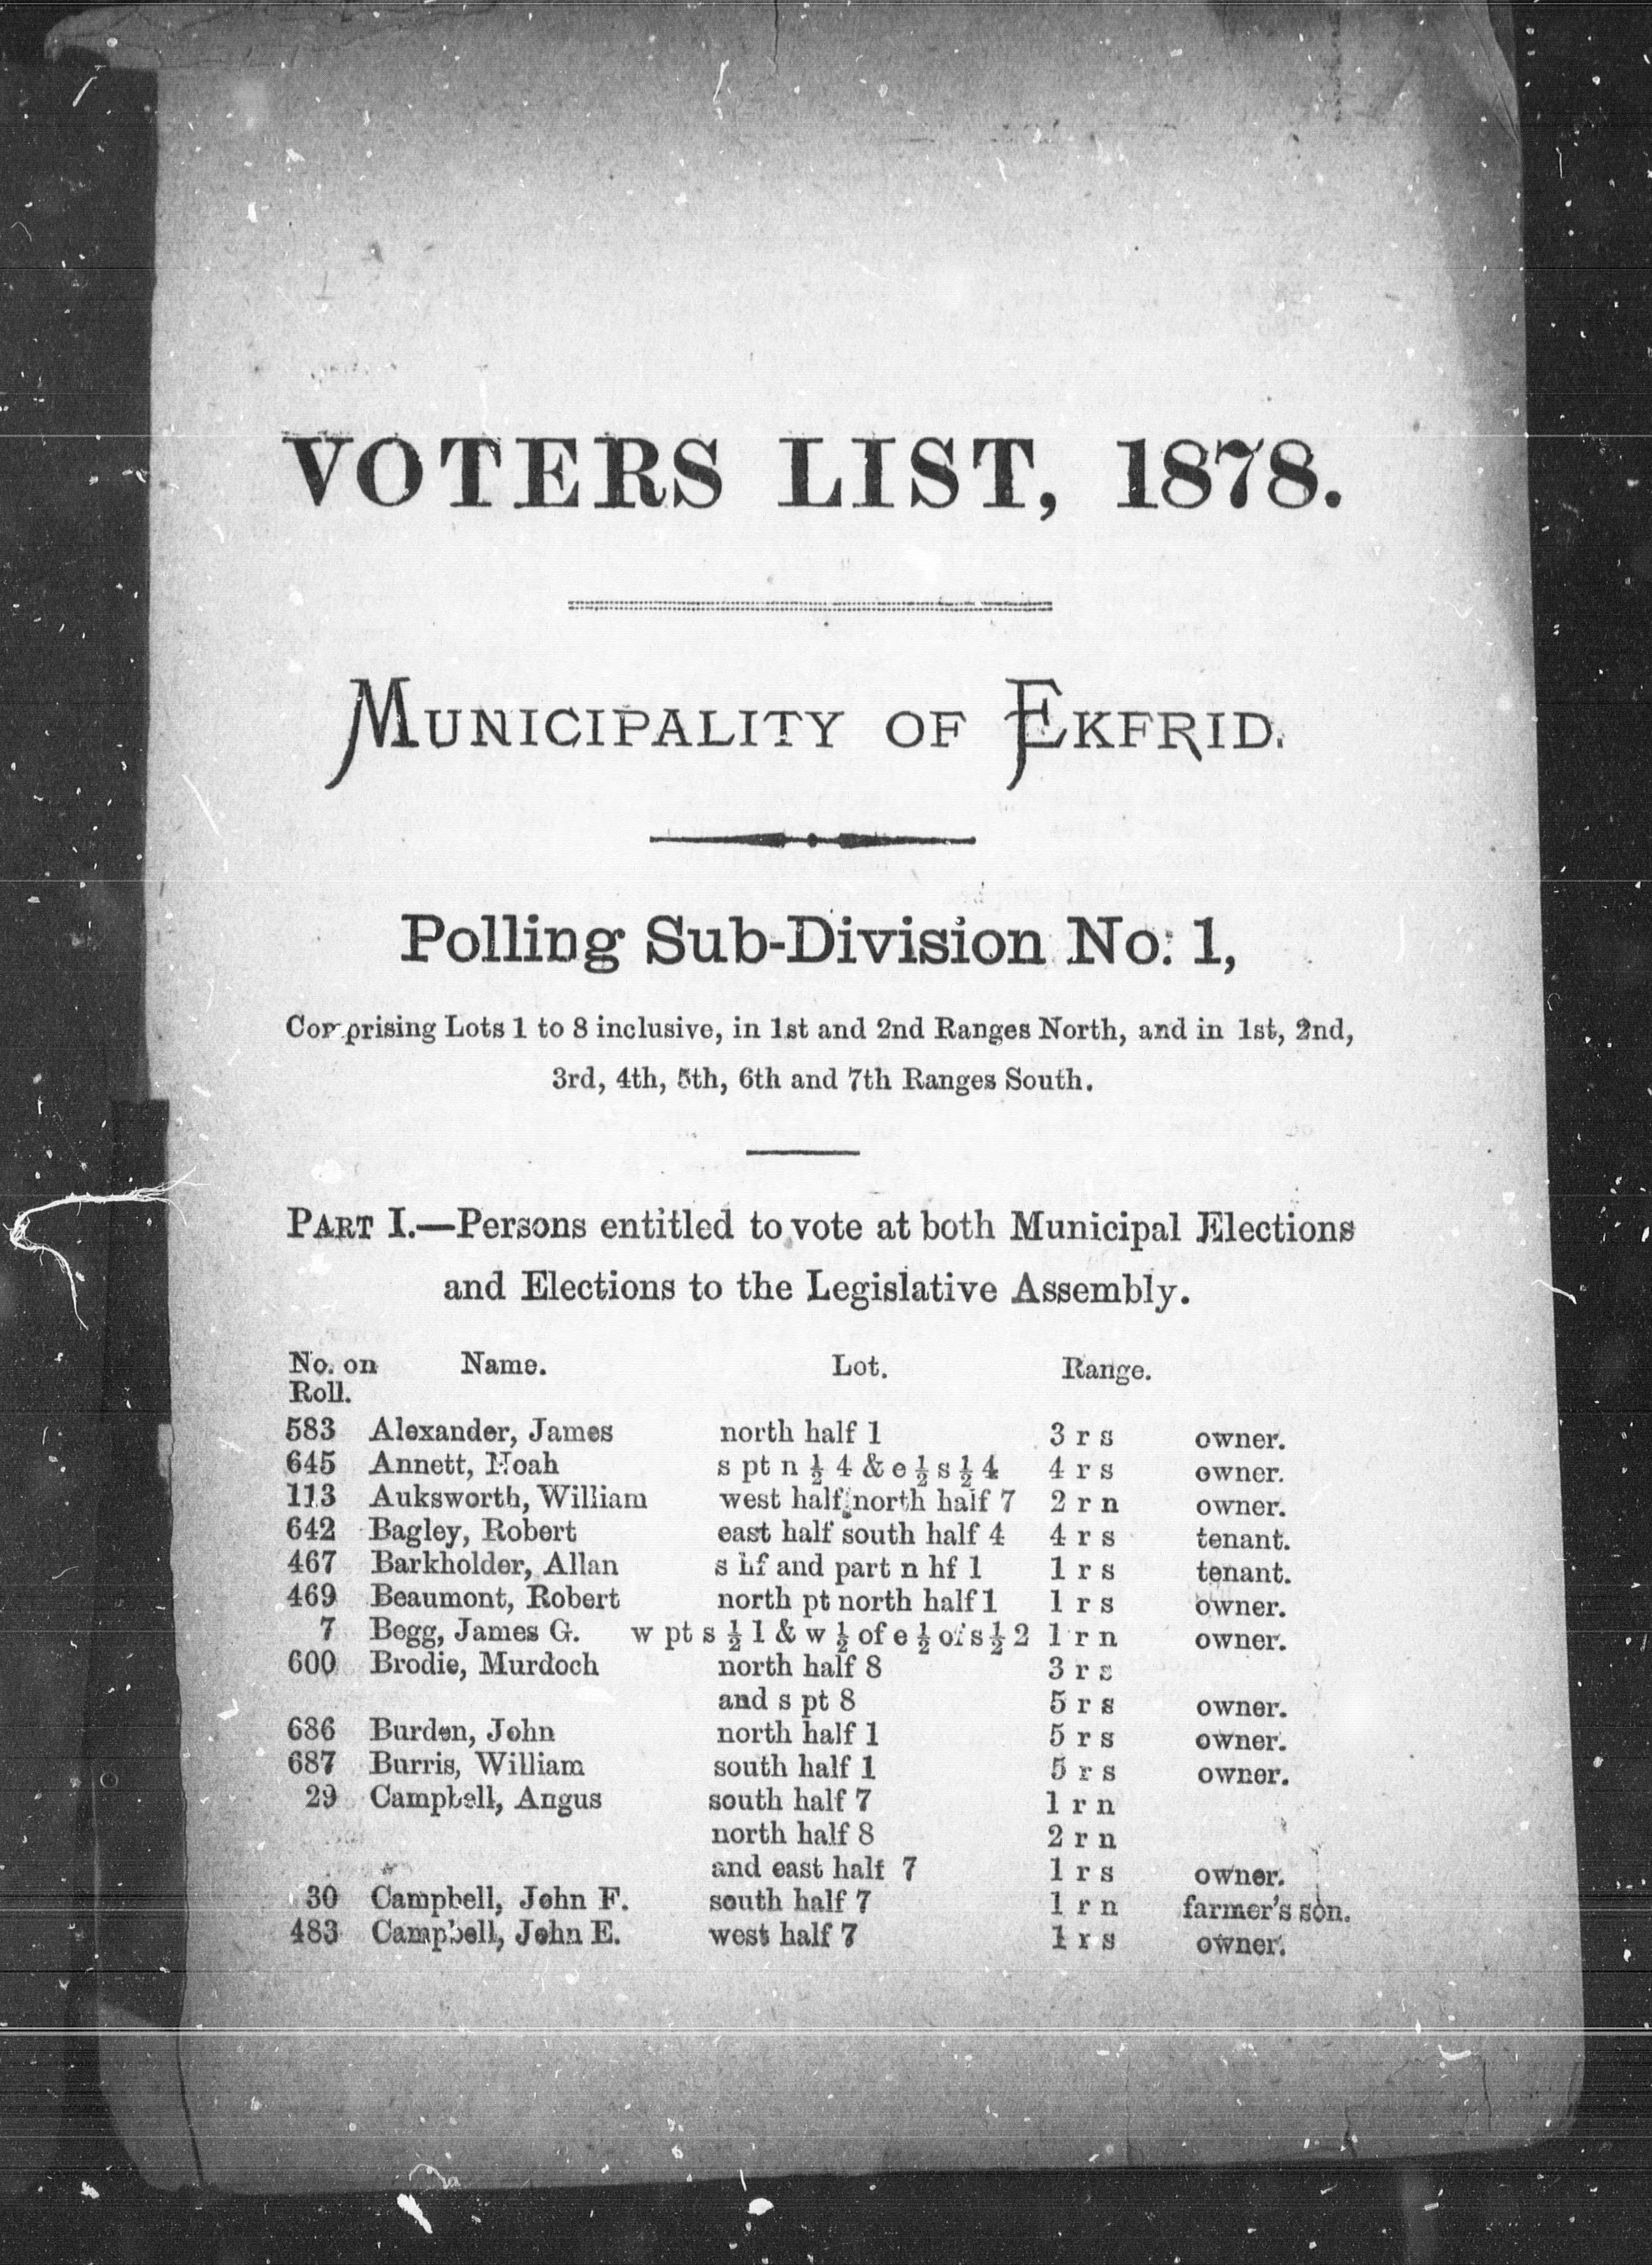 VOTERS LIST, 1878.
MUNICIPALITY OF EKFRID.
Polling Sub-Division No. 1,
Comprising Lots 1 to 8 inclusive, in 1st and 2nd Ranges North, and in 1st, 2nd,
3rd, 4th, 5th, 6th and 7th Ranges South.
PART I.—Persons entitled to vote at both Municipal Elections
and Elections to the Legislative Assembly.
No. on Name. Lot. Range.
Roll.
583 Alexander, James north half 1 3 r s owner.
645 Annett, Noah s pt n ½ 4 & e ½ s ½ 4 4 r s owner.
113 Auksworth, William west half north half 7 2 r n owner.
642 Bagley, Robert east half south half 4 4 r s tenant.
467 Barkholder, Allan s hf and part n hf 1 1 r s tenant.
469 Beaumont, Robert north pt north half 1 1 r s owner.
7 Begg, James G. w pt s ½ 1 & w ½ of e ½ of s ½ 2 1 r n owner.
600 Brodie, Murdoch north half 8 3 r s
and s pt 8 5 r s owner.
686 Burden, John north half 1 5 r s owner.
687 Burris, William south half 1 5 r s owner.
29 Campbell, Angus south half 7 1 r n
north half 8 2 r n
and east half 7 1 r s owner.
30 Campbell, John F. south half 7 1 r n farmer's son.
483 Campbell, John E. west half 7 1 r s owner.